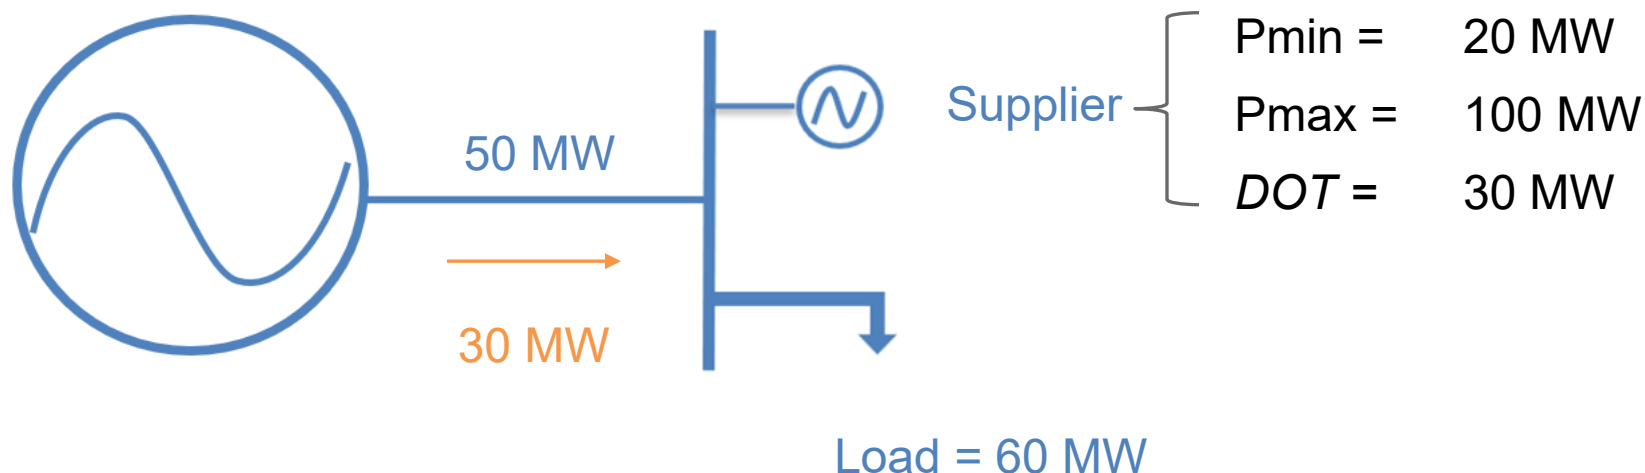 50 MW
30 MW
Supplier
Pmin = 20 MW
Pmax = 100 MW
DOT = 30 MW
Load = 60 MW